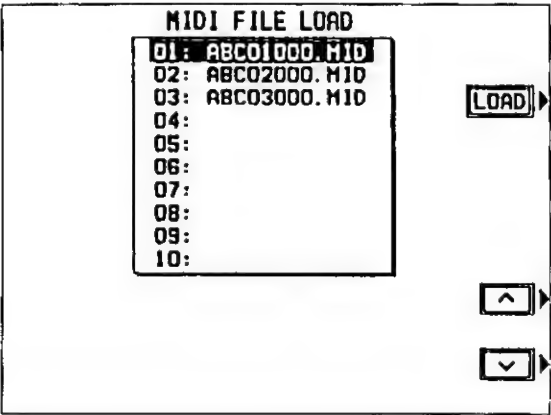 MIDI FILE LOAD
01: ABC01000.MID
02: ABC02000.MID
03: ABC03000.MID
04:
05:
06:
07:
08:
09:
10:
LOAD